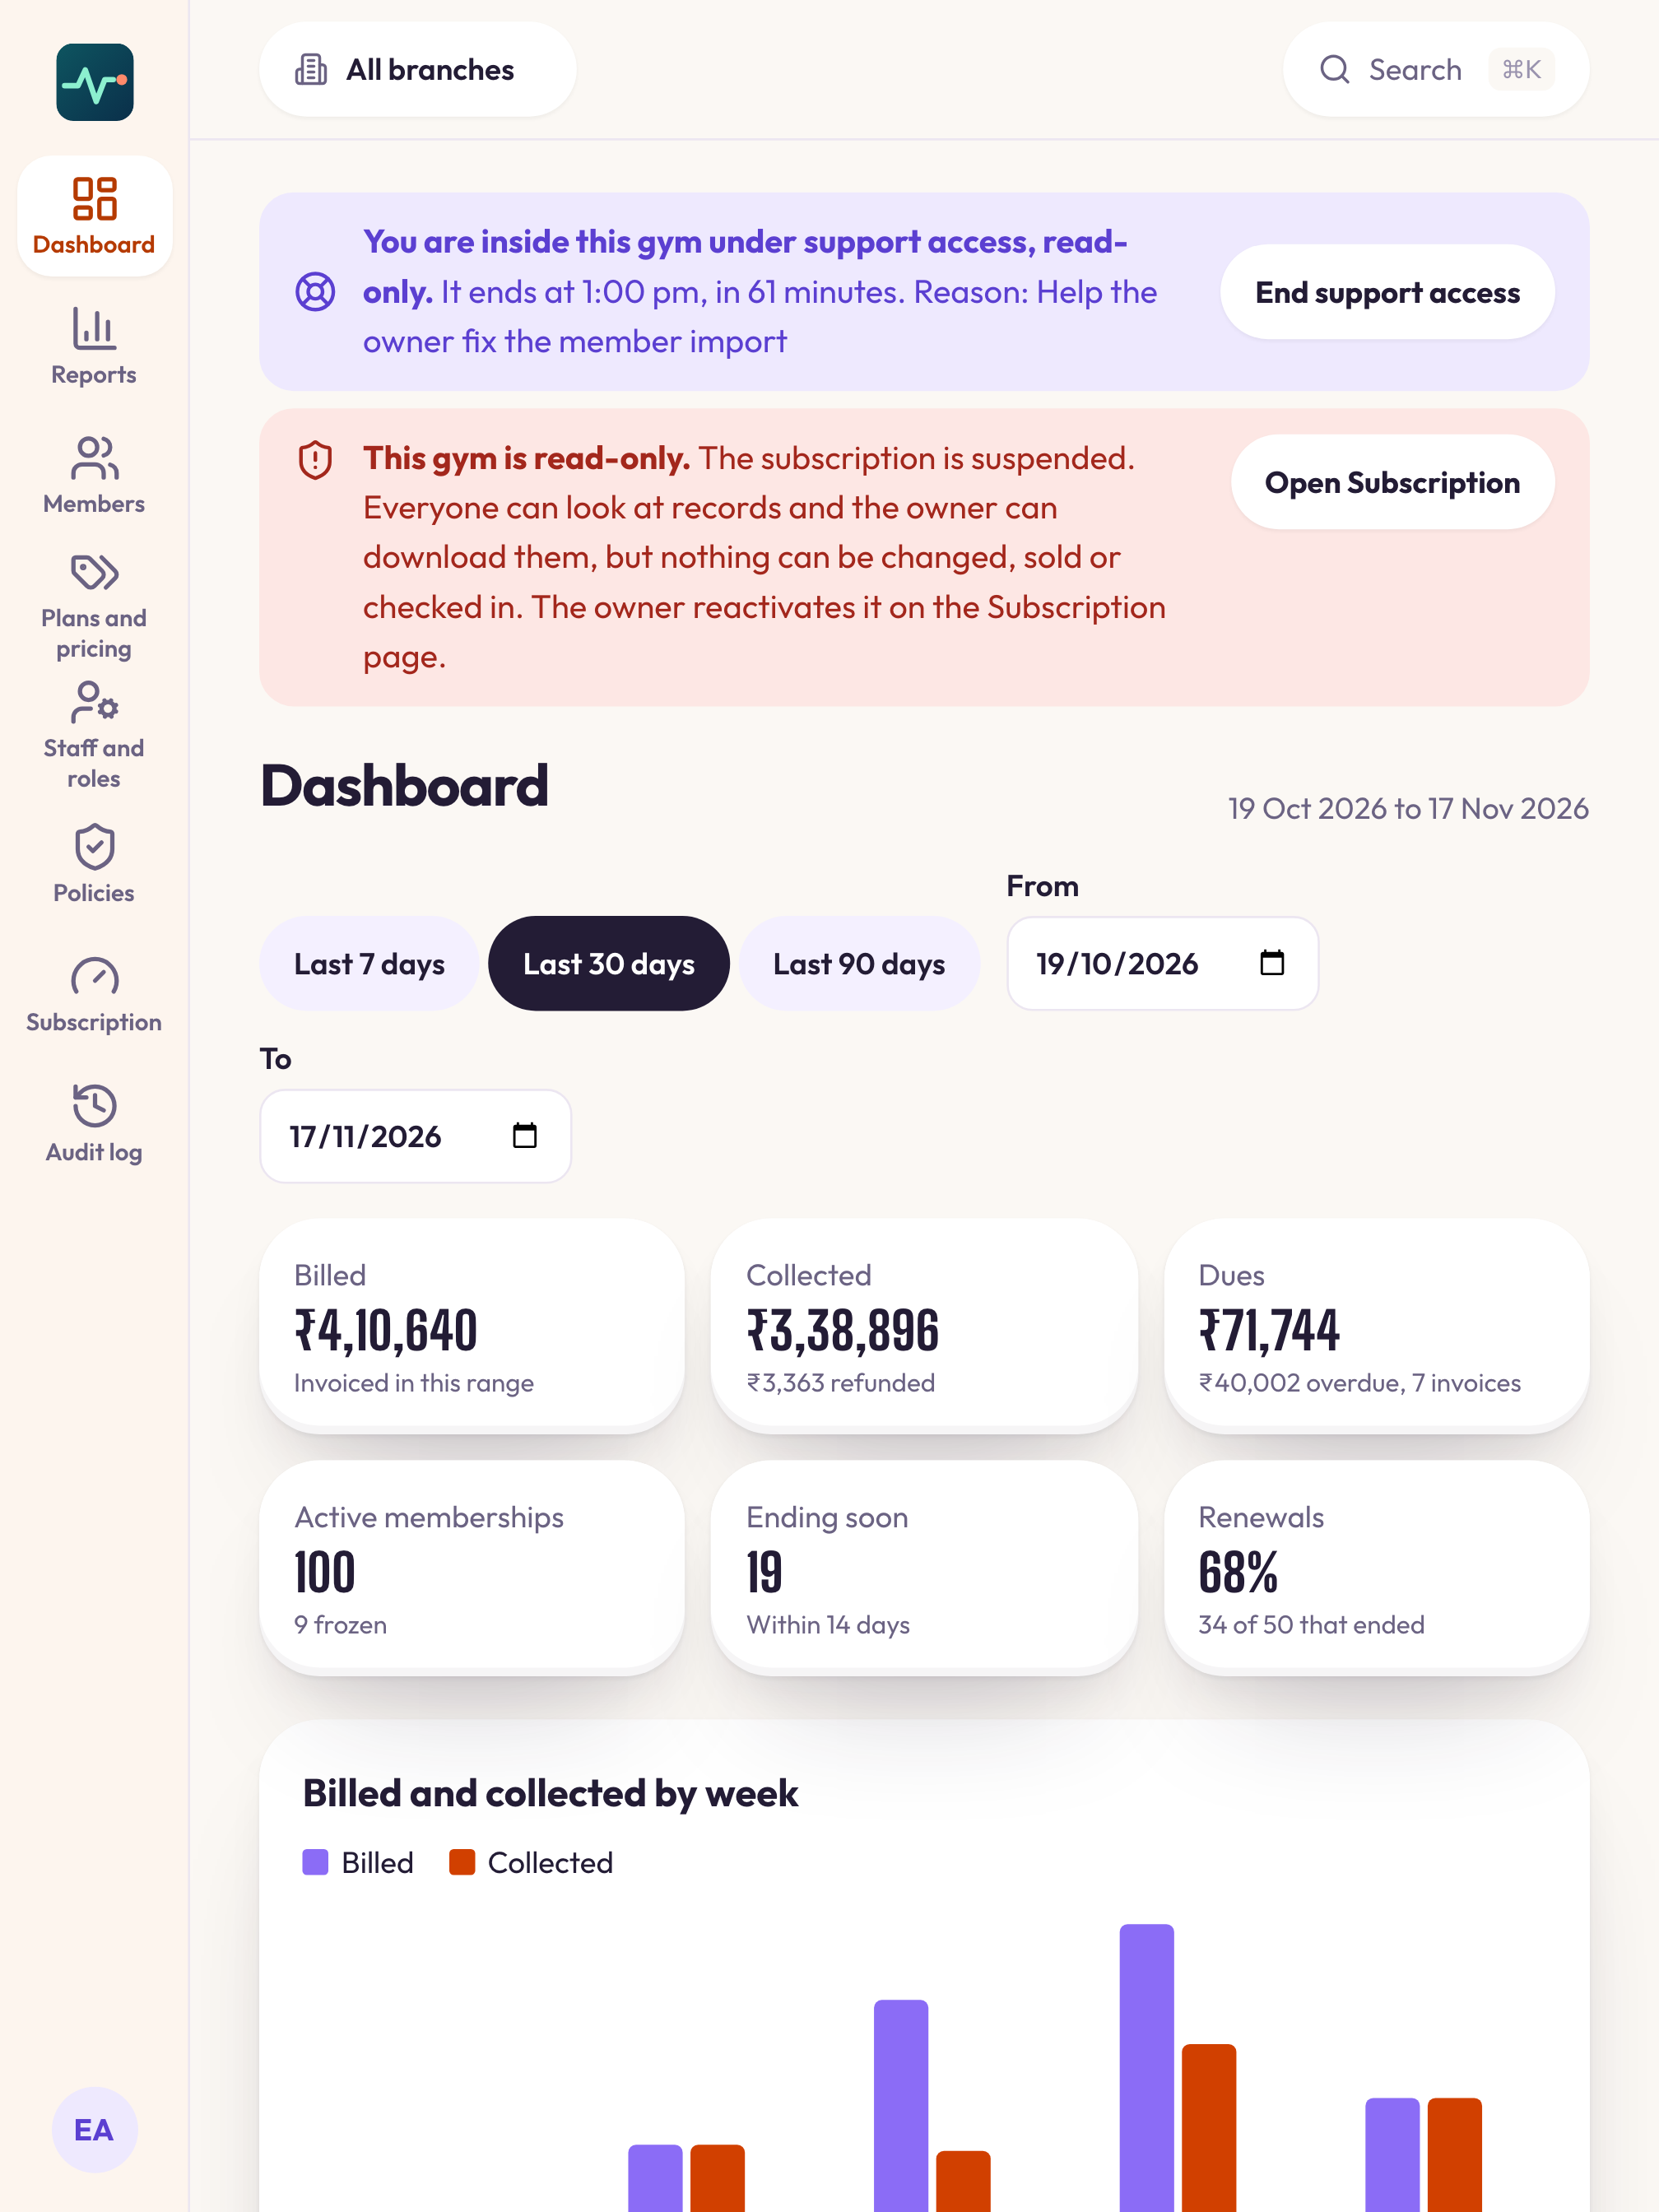 All branches
Search ⌘K
Dashboard
Reports
Members
Plans and
pricing
Staff and
roles
Policies
Subscription
Audit log
EA
You are inside this gym under support access, read-
only. It ends at 1:00 pm, in 61 minutes. Reason: Help the
owner fix the member import
End support access
This gym is read-only. The subscription is suspended.
Everyone can look at records and the owner can
download them, but nothing can be changed, sold or
checked in. The owner reactivates it on the Subscription
page.
Open Subscription
Dashboard
19 Oct 2026 to 17 Nov 2026
Last 7 days
Last 30 days
Last 90 days
From
19/10/2026
To
17/11/2026
Billed
₹4,10,640
Invoiced in this range
Collected
₹3,38,896
₹3,363 refunded
Dues
₹71,744
₹40,002 overdue, 7 invoices
Active memberships
100
9 frozen
Ending soon
19
Within 14 days
Renewals
68%
34 of 50 that ended
Billed and collected by week
Billed
Collected